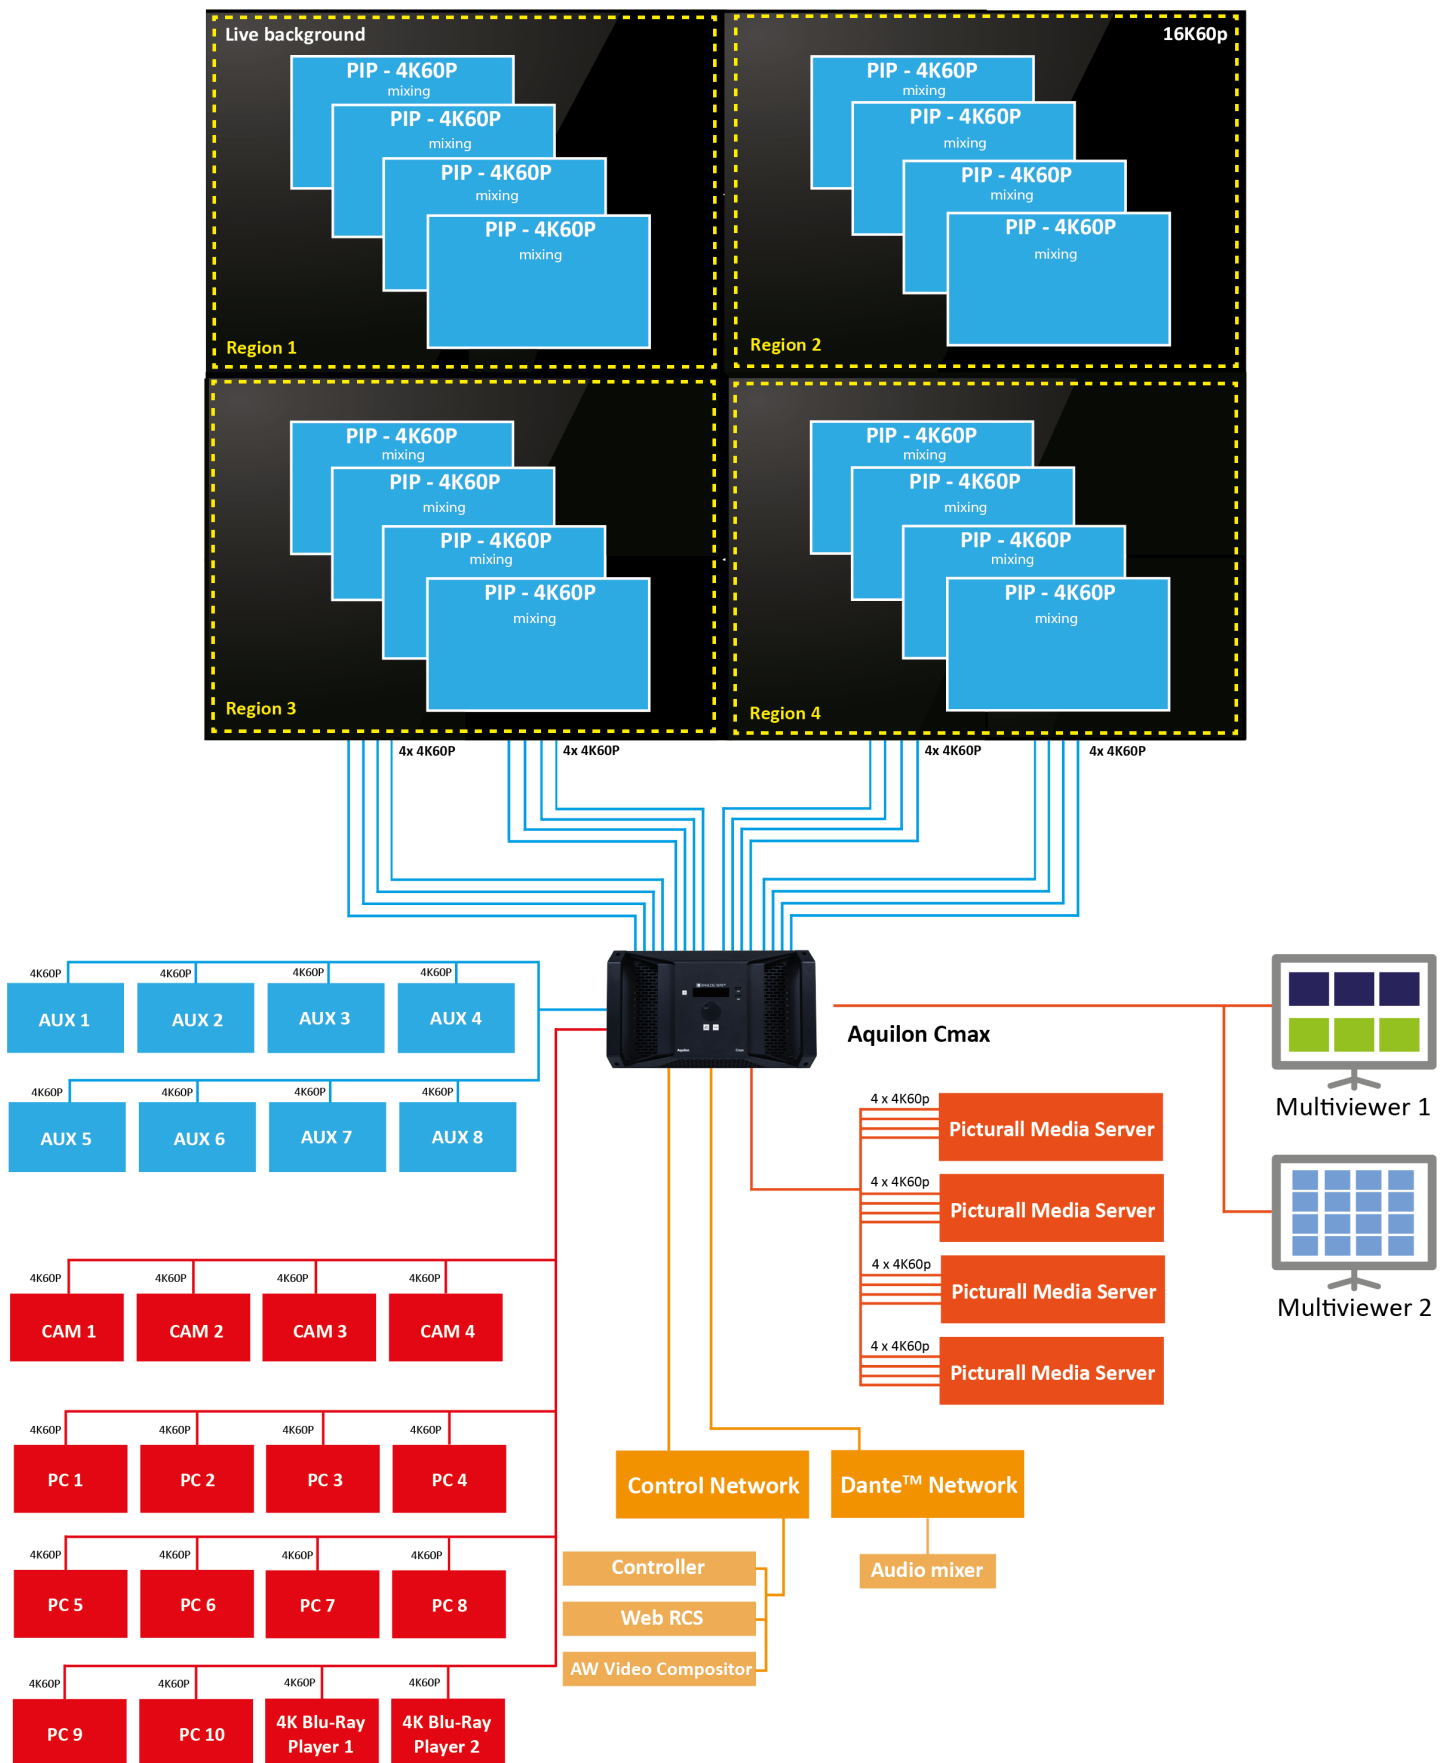 Live background
16K60p
PIP - 4K60P
mixing
PIP - 4K60P
mixing
PIP - 4K60P
mixing
PIP - 4K60P
mixing
Region 1
PIP - 4K60P
mixing
PIP - 4K60P
mixing
PIP - 4K60P
mixing
PIP - 4K60P
mixing
Region 2
PIP - 4K60P
mixing
PIP - 4K60P
mixing
PIP - 4K60P
mixing
PIP - 4K60P
mixing
Region 3
PIP - 4K60P
mixing
PIP - 4K60P
mixing
PIP - 4K60P
mixing
PIP - 4K60P
mixing
Region 4
4x 4K60P
4x 4K60P
4x 4K60P
4x 4K60P
4K60P
4K60P
4K60P
4K60P
AUX 1
AUX 2
AUX 3
AUX 4
4K60P
4K60P
4K60P
4K60P
AUX 5
AUX 6
AUX 7
AUX 8
Aquilon
Cmax
Aquilon Cmax
Multiviewer 1
Multiviewer 2
4 x 4K60p
Picturall Media Server
4 x 4K60p
Picturall Media Server
4 x 4K60p
Picturall Media Server
4 x 4K60p
Picturall Media Server
4K60P
4K60P
4K60P
4K60P
CAM 1
CAM 2
CAM 3
CAM 4
4K60P
4K60P
4K60P
4K60P
PC 1
PC 2
PC 3
PC 4
4K60P
4K60P
4K60P
4K60P
PC 5
PC 6
PC 7
PC 8
4K60P
4K60P
4K60P
4K60P
PC 9
PC 10
4K Blu-Ray
Player 1
4K Blu-Ray
Player 2
Control Network
Controller
Web RCS
AW Video Compositor
Dante™ Network
Audio mixer